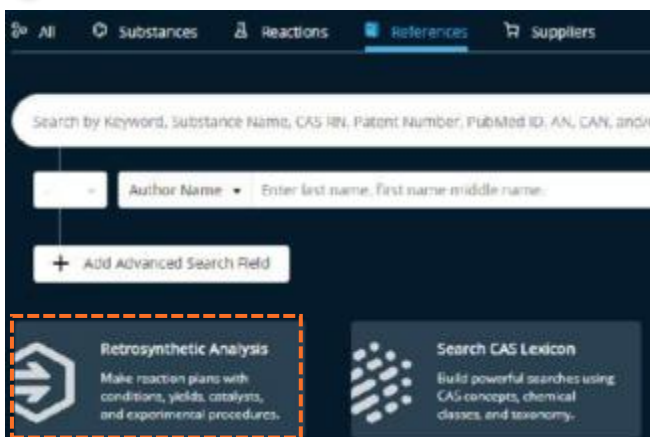 All Substances Reactions References Suppliers
Search by Keyword, Substance Name, CAS RN, Patent Number, PubMed ID, AN, CAN, and/
Author Name Enter last name, first name middle name.
+ Add Advanced Search Field
Retrosynthetic Analysis
Make reaction plans with
conditions, yields, catalysts,
and experimental procedures.
Search CAS Lexicon
Build powerful searches using
CAS concepts, chemical
classes, and taxonomy.